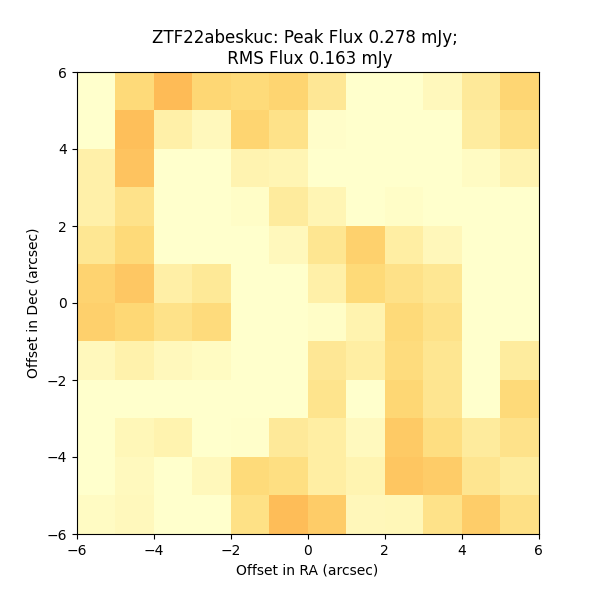 ZTF22abeskuc: Peak Flux 0.278 mJy;
RMS Flux 0.163 mJy
6
4
2
0
−2
−4
−6
Offset in Dec (arcsec)
−6 −4 −2 0 2 4 6
Offset in RA (arcsec)